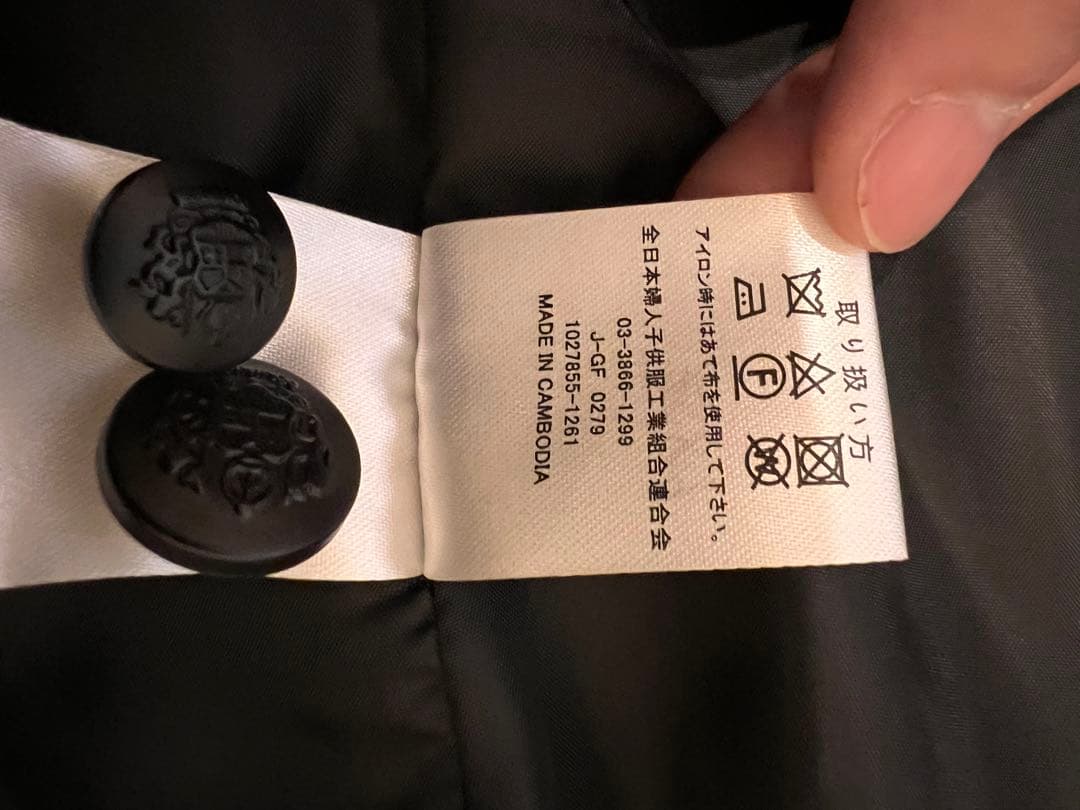 取り扱い方
F
W
アイロン時にはあて布を使用して下さい。
全日本婦人子供服工業組合連合会
03-3866-1299
J-GF 0279
1027855-1261
MADE IN CAMBODIA